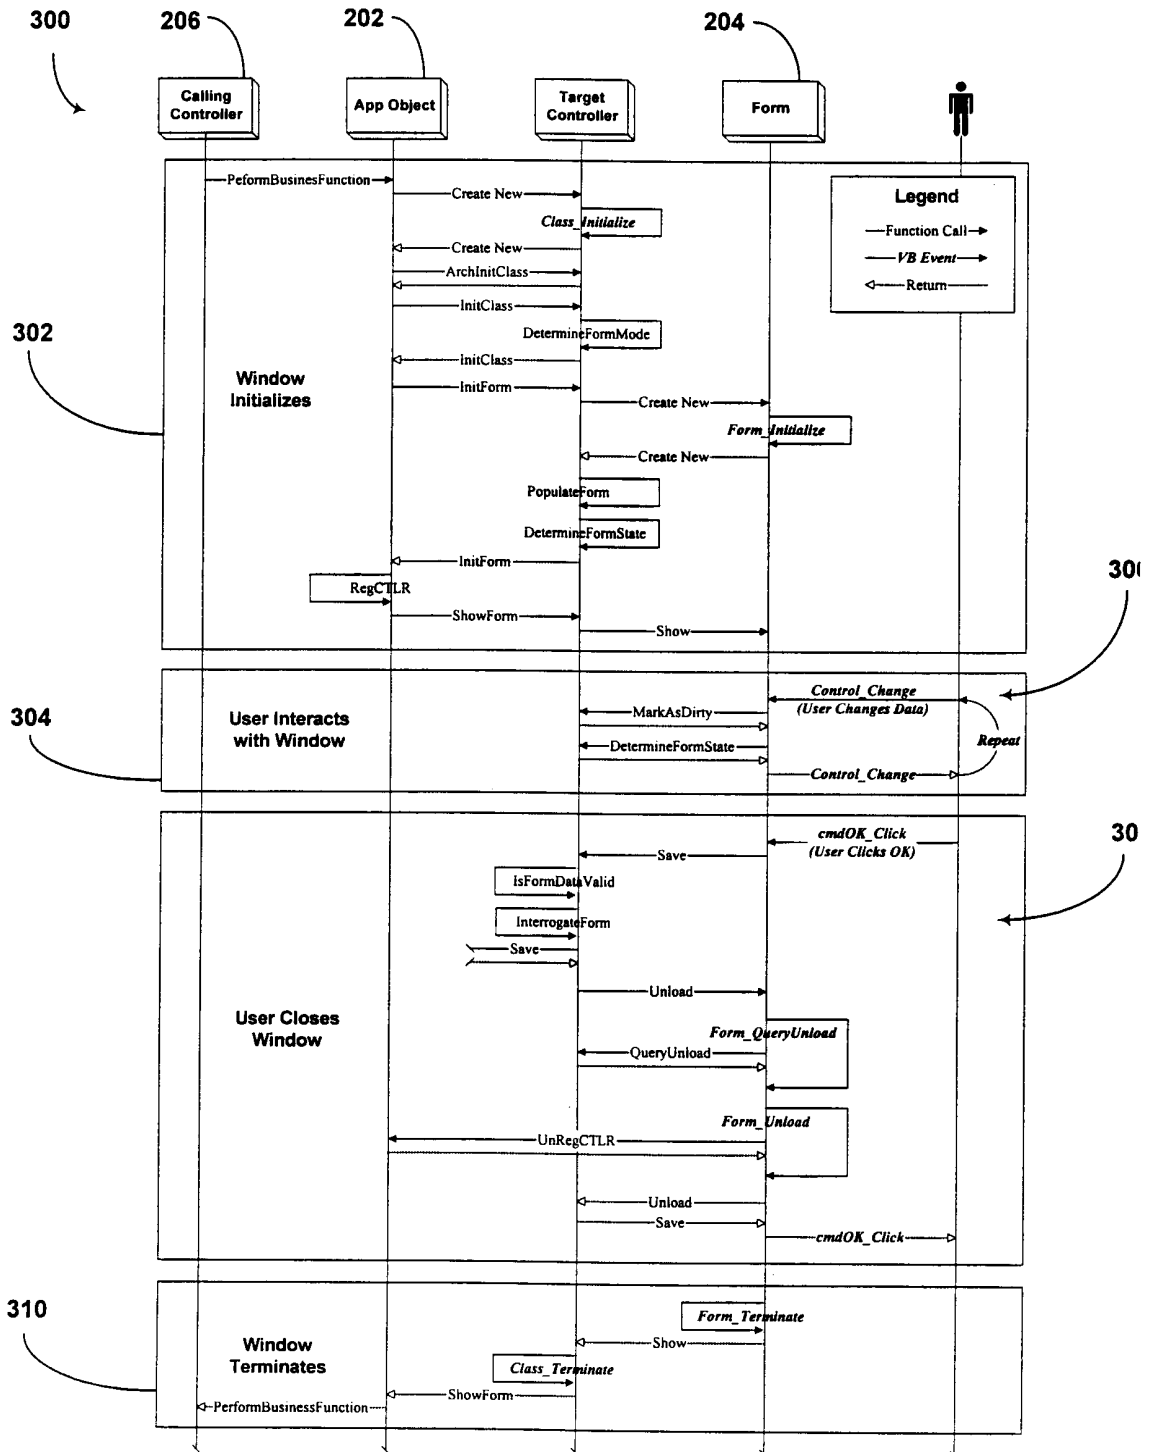 300
206
202
204
Calling
Controller
App Object
Target
Controller
Form
PeformBusinesFunction
Create New
Class_Initialize
Create New
ArchInitClass
InitClass
DetermineFormMode
InitClass
InitForm
Create New
Form_Initialize
Create New
PopulateForm
DetermineFormState
InitForm
RegCTLR
ShowForm
Show
Legend
Function Call
VB Event
Return
302
Window
Initializes
300
304
User Interacts
with Window
Control_Change
(User Changes Data)
MarkAsDirty
DetermineFormState
Repeat
Control_Change
30
cmdOK_Click
(User Clicks OK)
Save
IsFormDataValid
InterrogateForm
Save
Unload
User Closes
Window
Form_QueryUnload
QueryUnload
Form_Unload
UnRegCTLR
Unload
Save
cmdOK_Click
310
Window
Terminates
Form_Terminate
Show
Class_Terminate
ShowForm
PerformBusinessFunction